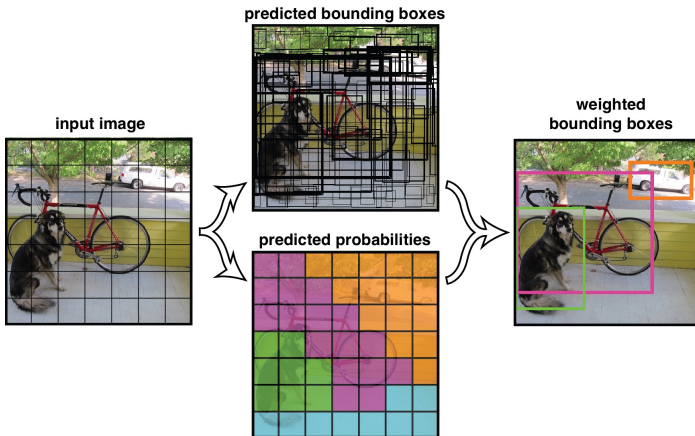 predicted bounding boxes
input image
weighted
bounding boxes
predicted probabilities